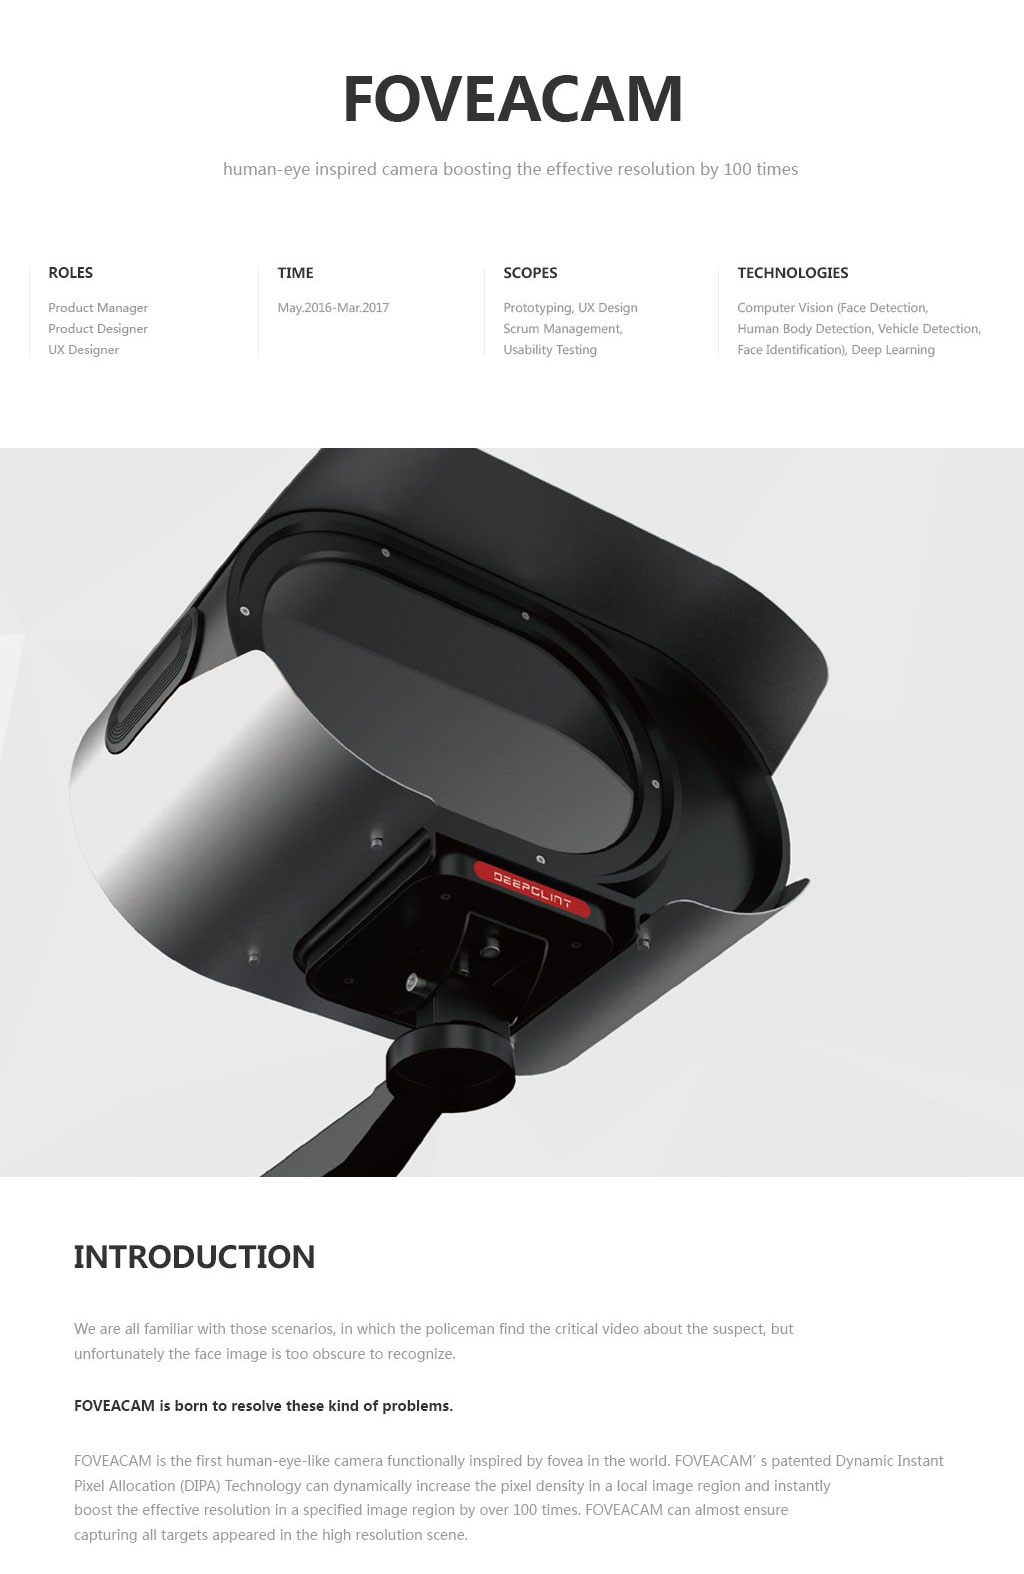 FOVEACAM
human-eye inspired camera boosting the effective resolution by 100 times
ROLES
Product Manager
Product Designer
UX Designer
TIME
May.2016-Mar.2017
SCOPES
Prototyping, UX Design
Scrum Management,
Usability Testing
TECHNOLOGIES
Computer Vision (Face Detection,
Human Body Detection, Vehicle Detection,
Face Identification), Deep Learning
DEEPGLINT
INTRODUCTION
We are all familiar with those scenarios, in which the policeman find the critical video about the suspect, but
unfortunately the face image is too obscure to recognize.
FOVEACAM is born to resolve these kind of problems.
FOVEACAM is the first human-eye-like camera functionally inspired by fovea in the world. FOVEACAM' s patented Dynamic Instant
Pixel Allocation (DIPA) Technology can dynamically increase the pixel density in a local image region and instantly
boost the effective resolution in a specified image region by over 100 times. FOVEACAM can almost ensure
capturing all targets appeared in the high resolution scene.